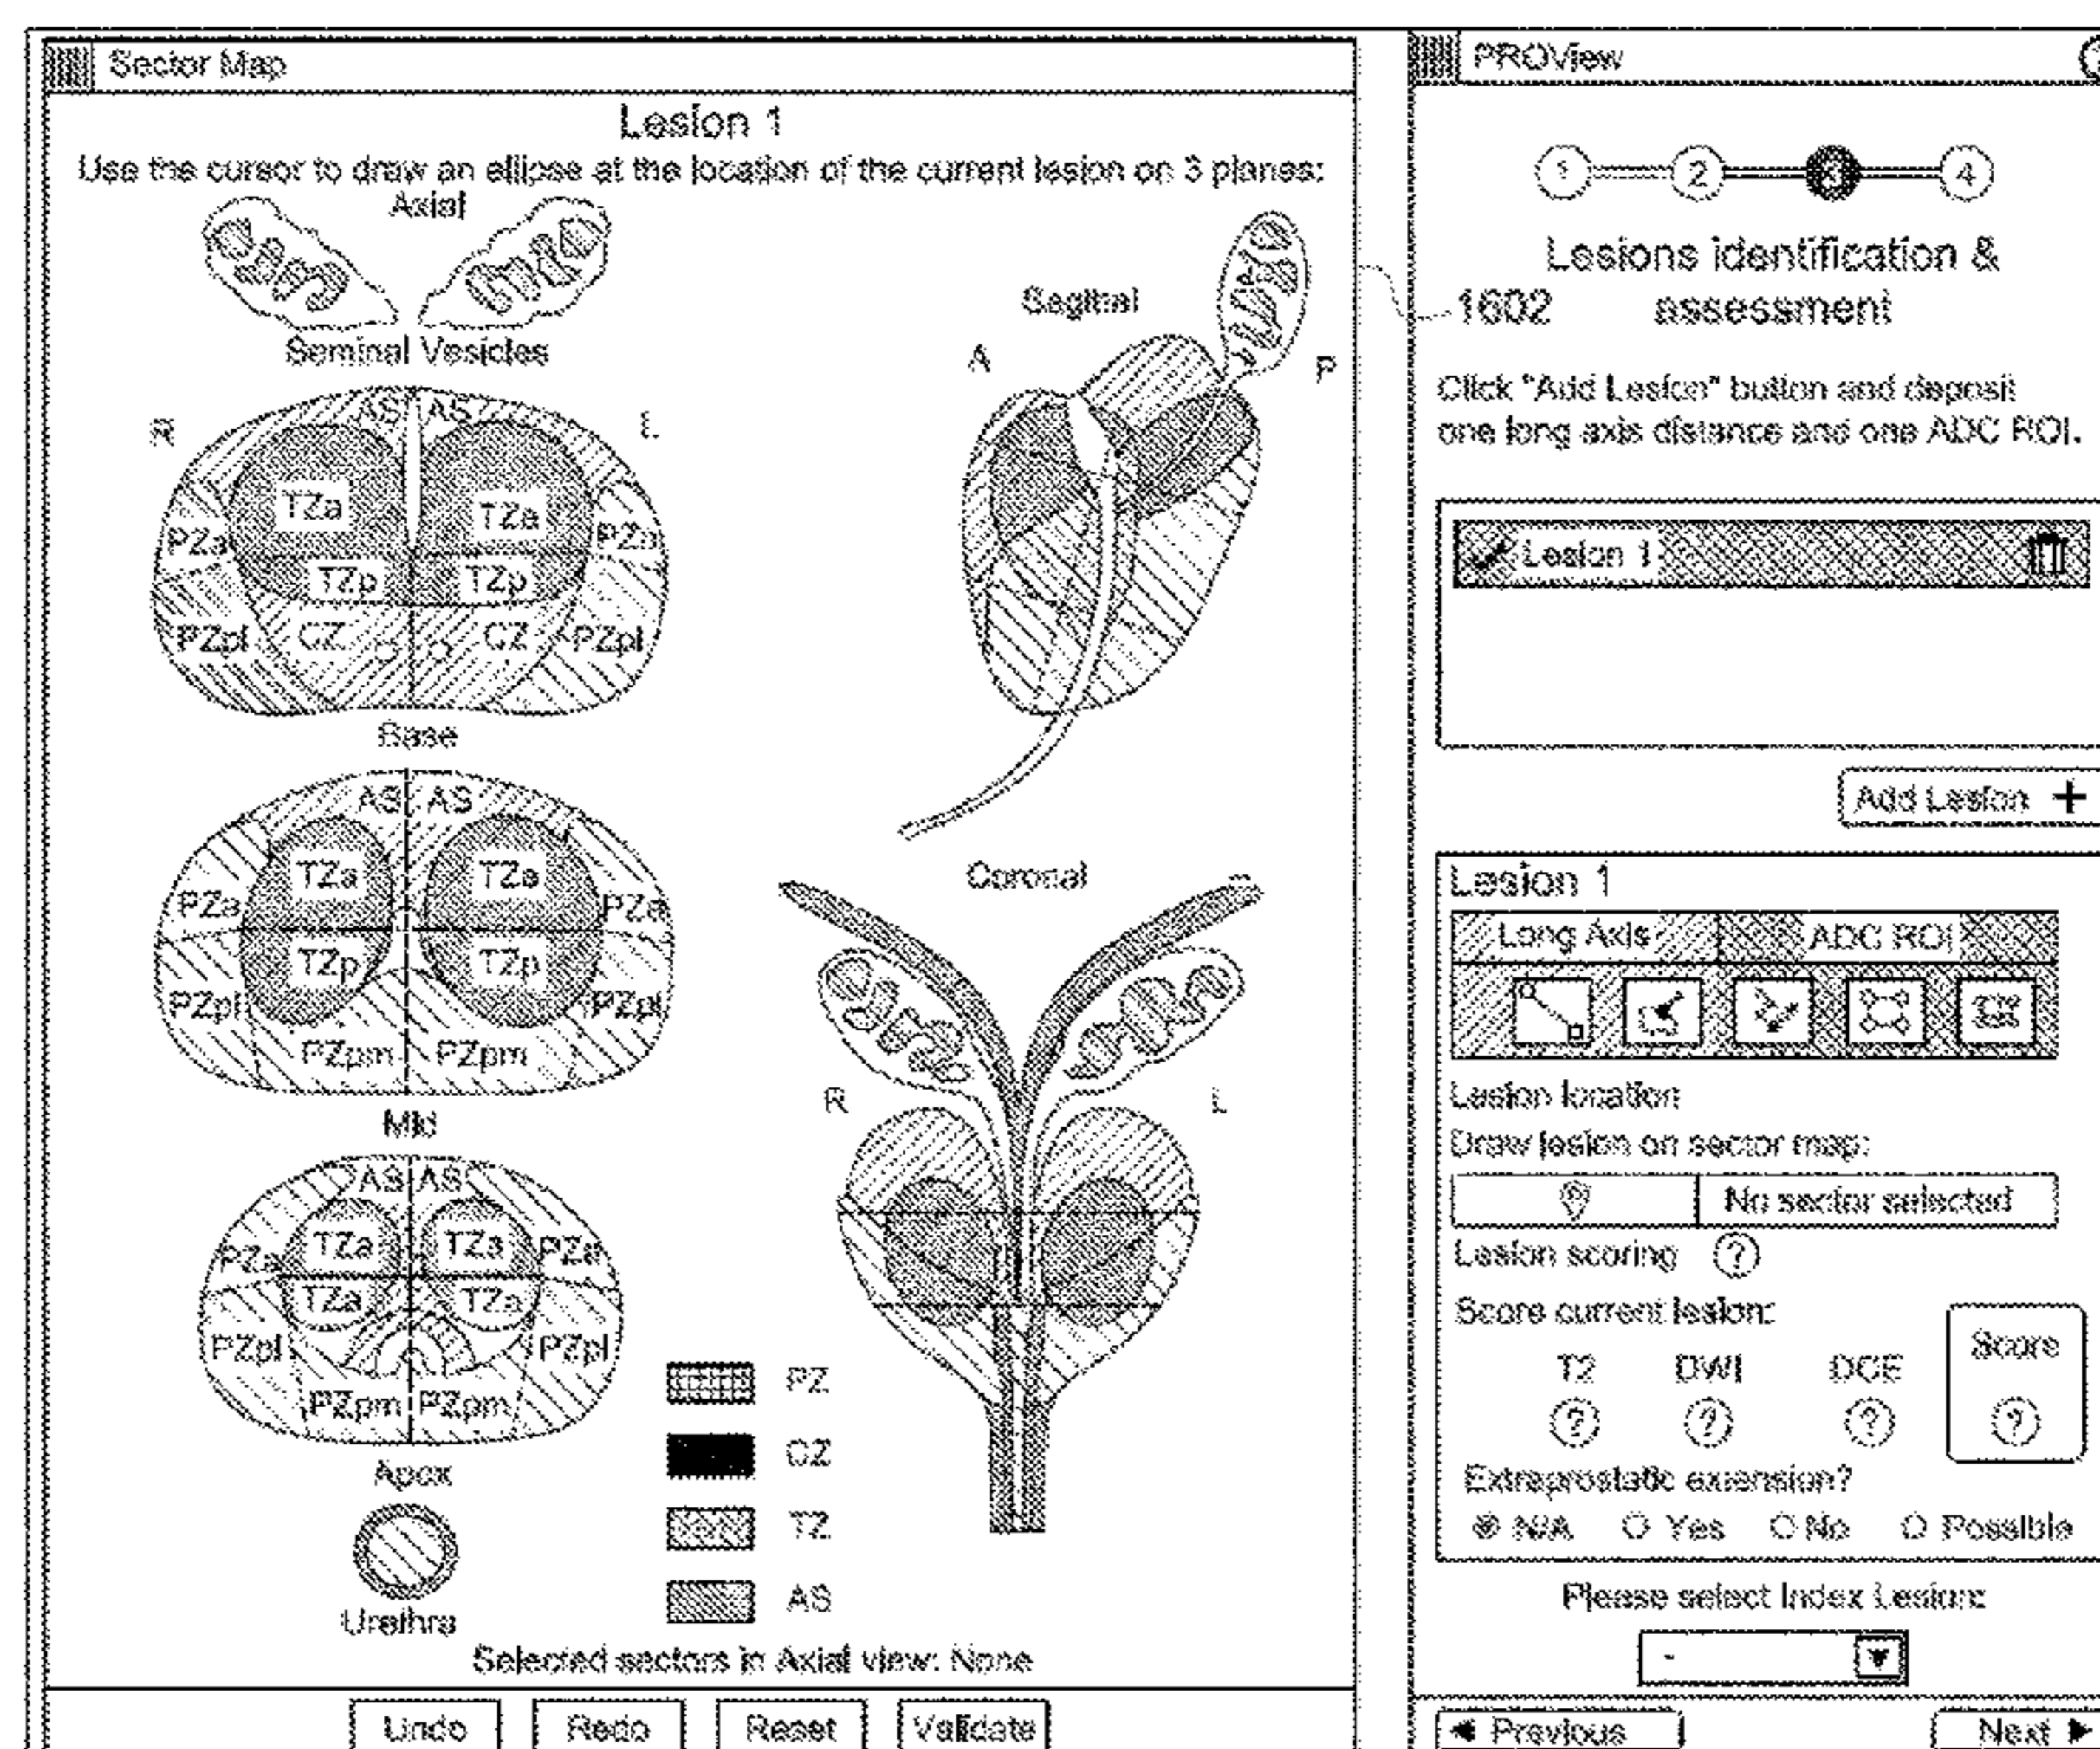 Sector Map
Lesion 1
Use the cursor to draw an ellipse at the location of the current lesion on 3 planes:
Axial
Seminal Vesicles
R
L
AS AS
TZa TZa
PZa PZa
TZp TZp
CZ CZ
PZpl PZpl
Base
AS AS
TZa TZa
PZa PZa
TZp TZp
PZpl PZpl
PZpm PZpm
Mid
AS AS
TZa TZa
PZa PZa
TZa TZa
PZpl PZpl
PZpm PZpm
Apex
Urethra
Sagittal
A
P
Coronal
R
L
PZ
CZ
TZ
AS
Selected sectors in Axial view: None
Undo Redo Reset Validate
1602
PROView
1 2 3 4
Lesions identification &
assessment
Click "Add Lesion" button and deposit
one long axis distance and one ADC ROI.
Lesion 1
Add Lesion +
Lesion 1
Long Axis ADC ROI
Lesion location
Draw lesion on sector map:
No sector selected
Lesion scoring ?
Score current lesion:
T2 DWI DCE Score
? ? ? ?
Extraprostatic extension?
N/A Yes No Possible
Please select Index Lesion:
-
Previous Next